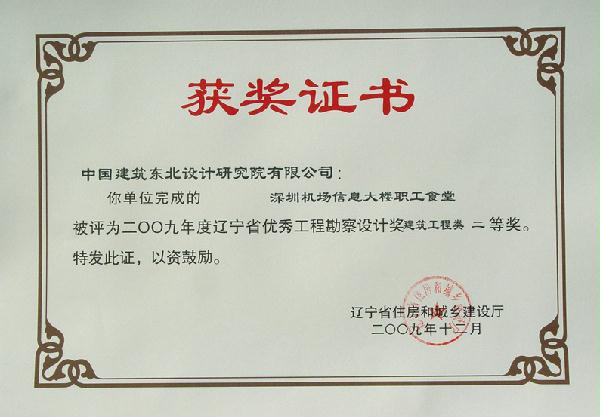 获奖证书
中国建筑东北设计研究院有限公司：
你单位完成的 深圳机场信息大楼职工食堂
被评为二〇〇九年度辽宁省优秀工程勘察设计奖建筑工程类 二等奖。
特发此证，以资鼓励。
辽宁省住房和城乡建设厅
二〇〇九年十二月